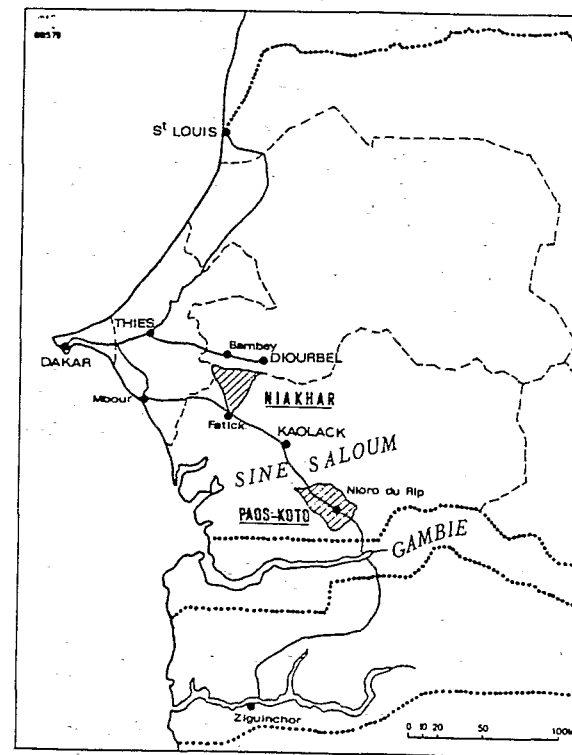 St LOUIS
THIES
Bambey
DIOURBEL
DAKAR
NIAKHAR
Mbour
Fatick
KAOLACK
SINE SALOUM
Nioro du Rip
PAOS-KOTO
GAMBIE
Ziguinchor
0 10 20 50 100k